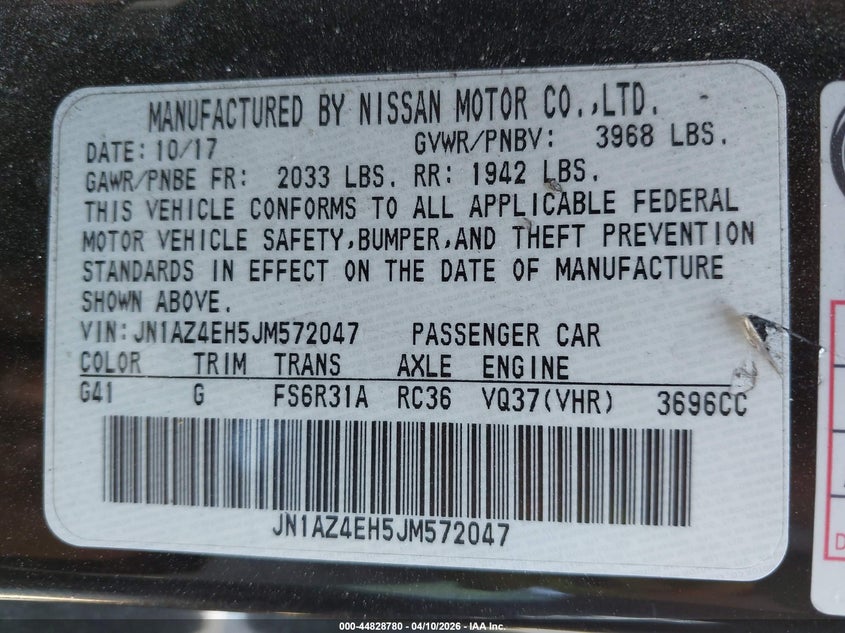 MANUFACTURED BY NISSAN MOTOR CO.,LTD.
DATE: 10/17 GVWR/PNBV: 3968 LBS.
GAWR/PNBE FR: 2033 LBS. RR: 1942 LBS.
THIS VEHICLE CONFORMS TO ALL APPLICABLE FEDERAL
MOTOR VEHICLE SAFETY,BUMPER,AND THEFT PREVENTION
STANDARDS IN EFFECT ON THE DATE OF MANUFACTURE
SHOWN ABOVE.
VIN:JN1AZ4EH5JM572047 PASSENGER CAR
COLOR TRIM TRANS AXLE ENGINE
G41 G FS6R31A RC36 VQ37(VHR) 3696CC
JN1AZ4EH5JM572047
D
000-44828780 - 04/10/2026 - IAA Inc.